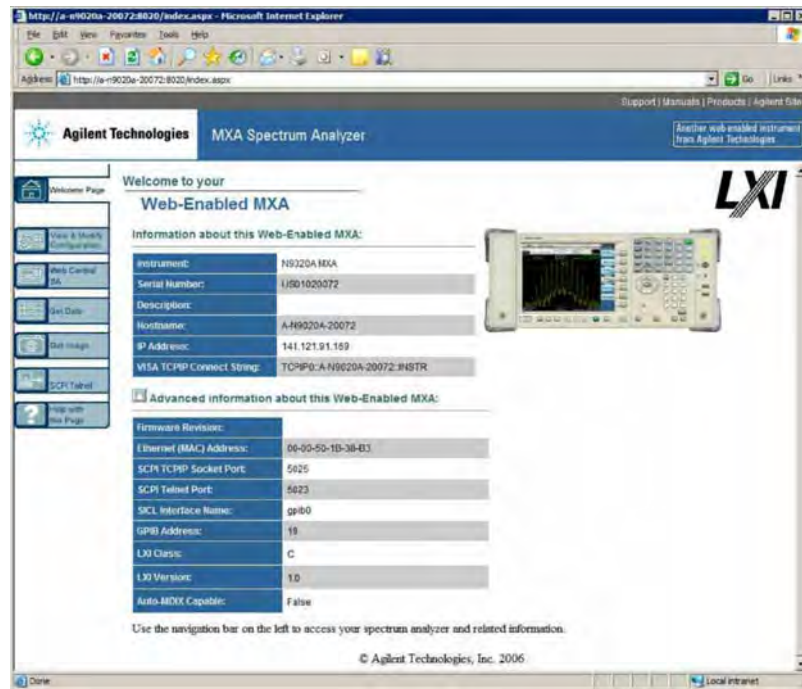 http://a-n9020a-20072:8020/index.aspx - Microsoft Internet Explorer
File Edit View Favorites Tools Help
Address http://a-n9020a-20072:8020/index.aspx Go Links
Support | Manuals | Products | Agilent Site
Agilent Technologies MXA Spectrum Analyzer
Another web-enabled instrument
from Agilent Technologies
Welcome Page
View & Modify
Configuration
Web Control
SA
Get Data
Get Image
SCPI Telnet
Help with
this Page
Welcome to your
Web-Enabled MXA
LXI
Information about this Web-Enabled MXA:
Instrument: N9020A MXA
Serial Number: US01020072
Description:
Hostname: A-N9020A-20072
IP Address: 141.121.91.169
VISA TCPIP Connect String: TCPIP0::A-N9020A-20072::INSTR
Advanced information about this Web-Enabled MXA:
Firmware Revision:
Ethernet (MAC) Address:
SCPI TCPIP Socket Port: 5025
SCPI Telnet Port: 5023
SICL Interface Name: gpib0
GPIB Address: 18
LXI Class: C
LXI Version: 1.0
Auto-MDIX Capable: False
Use the navigation bar on the left to access your spectrum analyzer and related information.
© Agilent Technologies, Inc. 2006
Done Local intranet